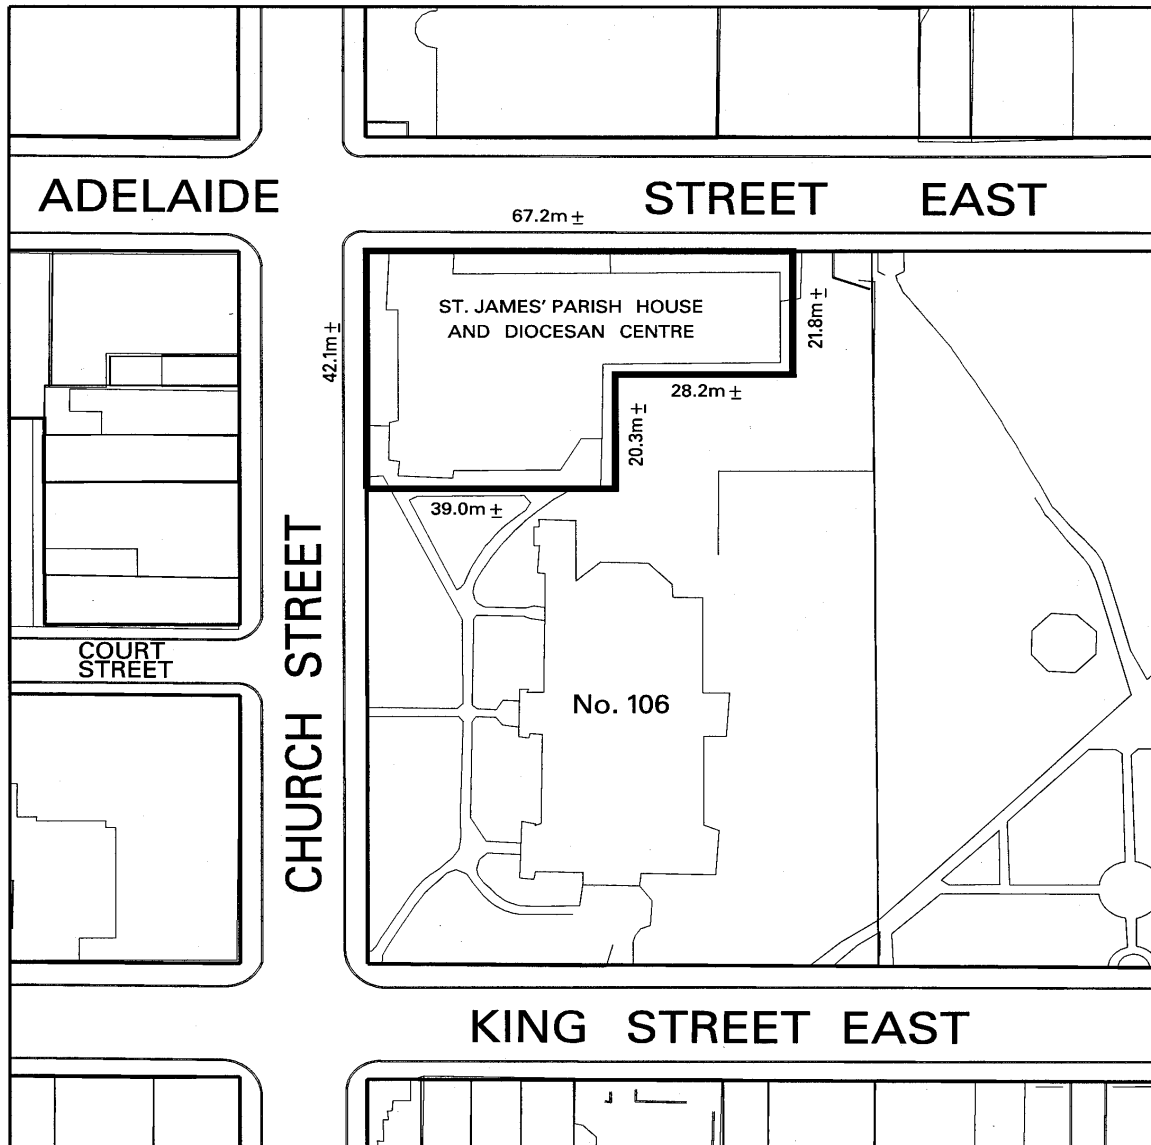 ADELAIDE STREET EAST
67.2m ±
ST. JAMES' PARISH HOUSE
AND DIOCESAN CENTRE
42.1m ±
21.8m ±
28.2m ±
20.3m ±
39.0m ±
CHURCH STREET
COURT
STREET
No. 106
KING STREET EAST